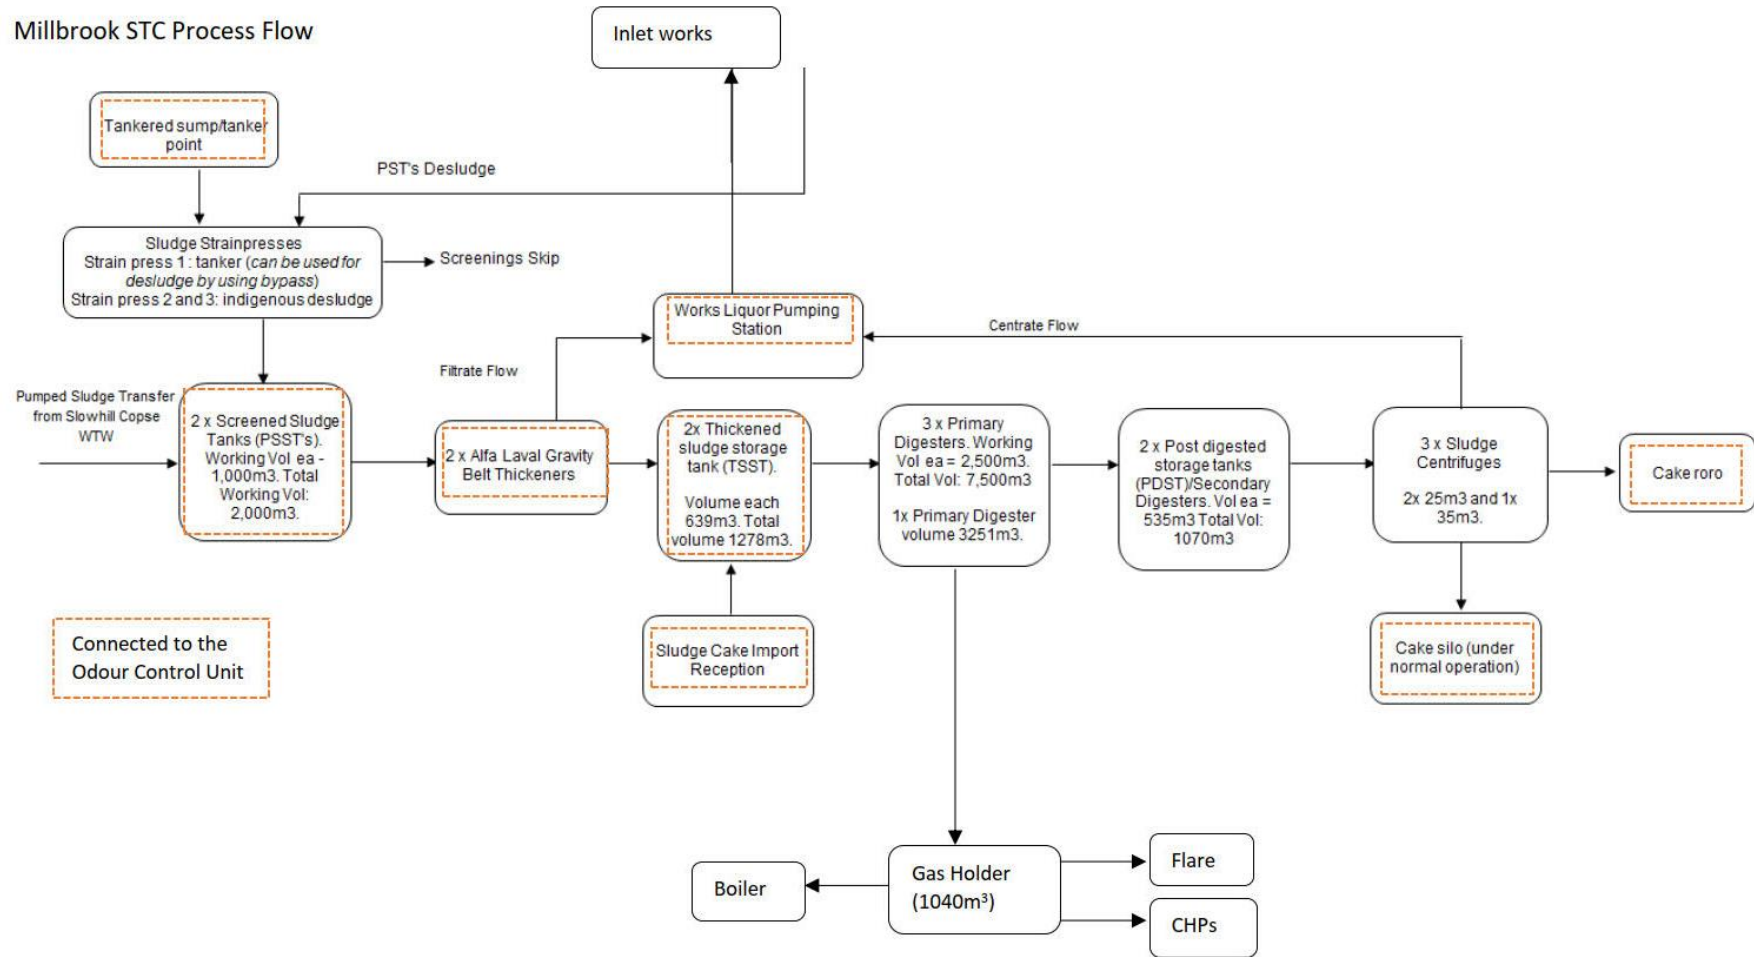 Millbrook STC Process Flow
Inlet works
Tankered sump/tanker
point
PST's Desludge
Sludge Strainpresses
Strain press 1 : tanker (can be used for
desludge by using bypass)
Strain press 2 and 3: indigenous desludge
Screenings Skip
Works Liquor Pumping
Station
Centrate Flow
Filtrate Flow
Pumped Sludge Transfer
from Slowhill Copse
WTW
2 x Screened Sludge
Tanks (PSST's).
Working Vol ea -
1,000m3. Total
Working Vol:
2,000m3.
2 x Alfa Laval Gravity
Belt Thickeners
2x Thickened
sludge storage
tank (TSST).
Volume each
639m3. Total
volume 1278m3.
3 x Primary
Digesters. Working
Vol ea = 2,500m3.
Total Vol: 7,500m3
1x Primary Digester
volume 3251m3.
2 x Post digested
storage tanks
(PDST)/Secondary
Digesters. Vol ea =
535m3 Total Vol:
1070m3
3 x Sludge
Centrifuges
2x 25m3 and 1x
35m3.
Cake roro
Connected to the
Odour Control Unit
Sludge Cake Import
Reception
Cake silo (under
normal operation)
Boiler
Gas Holder
(1040m³)
Flare
CHPs